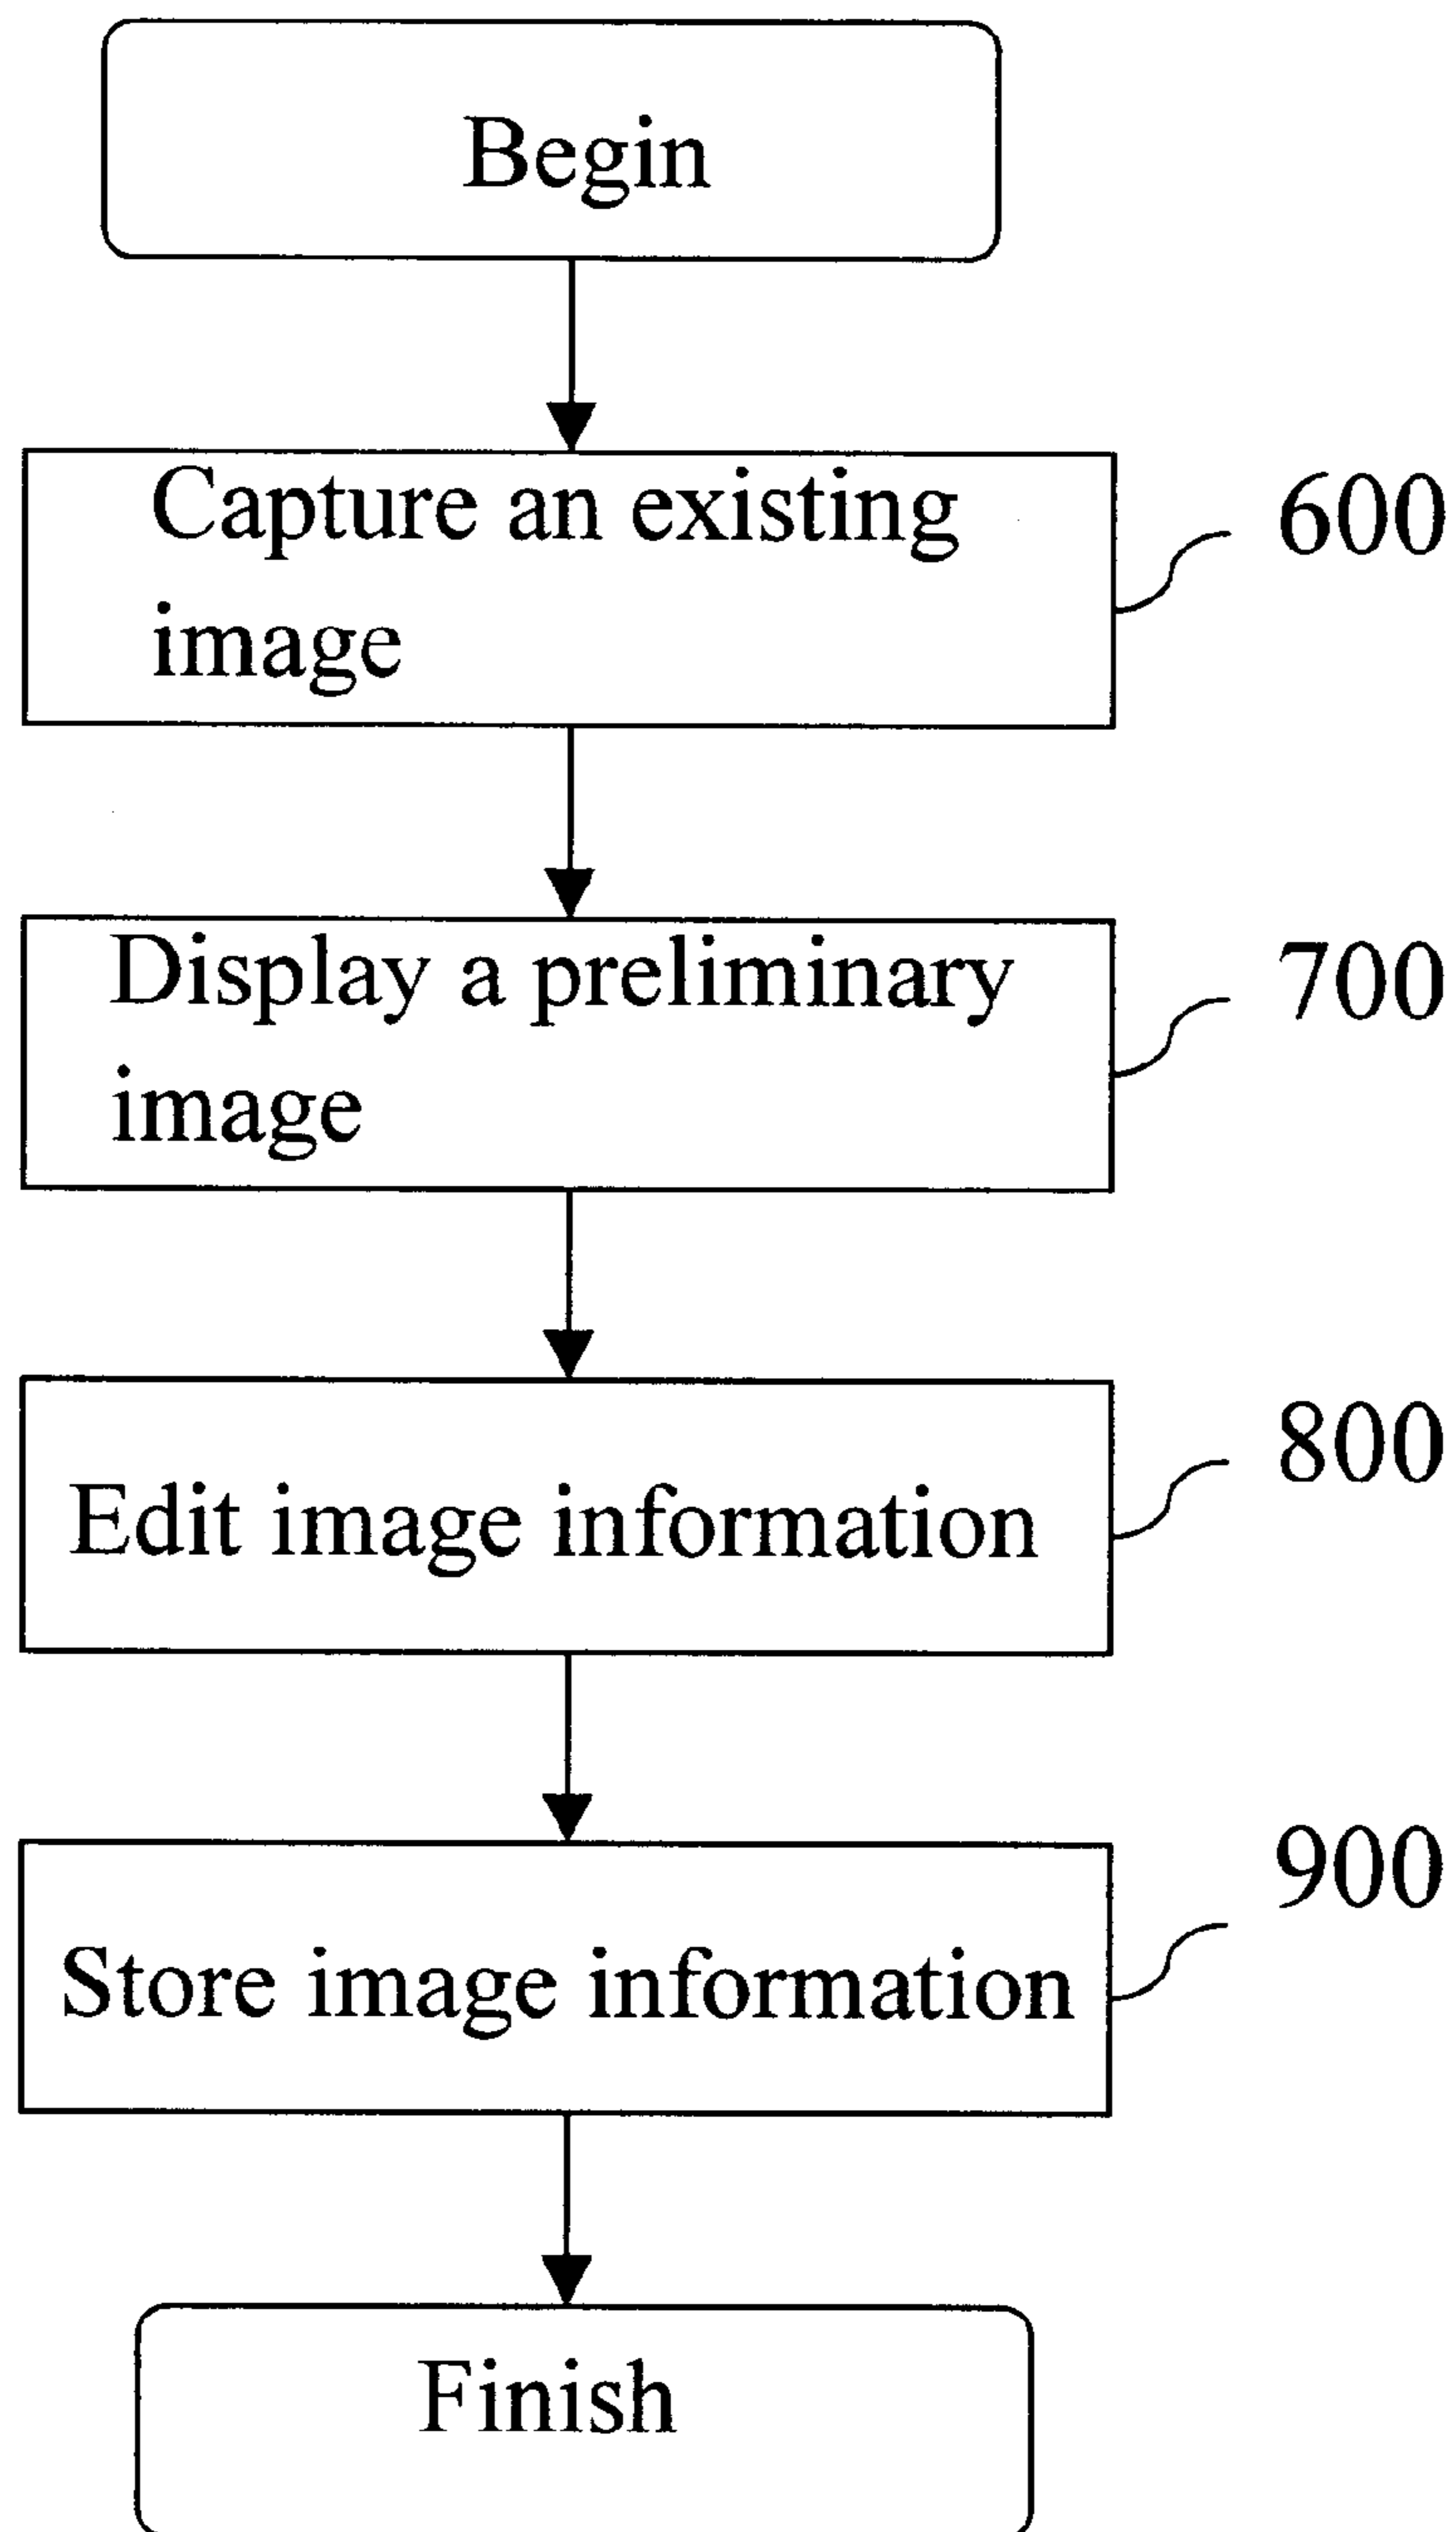 Begin
Capture an existing
image
600
Display a preliminary
image
700
Edit image information
800
Store image information
900
Finish